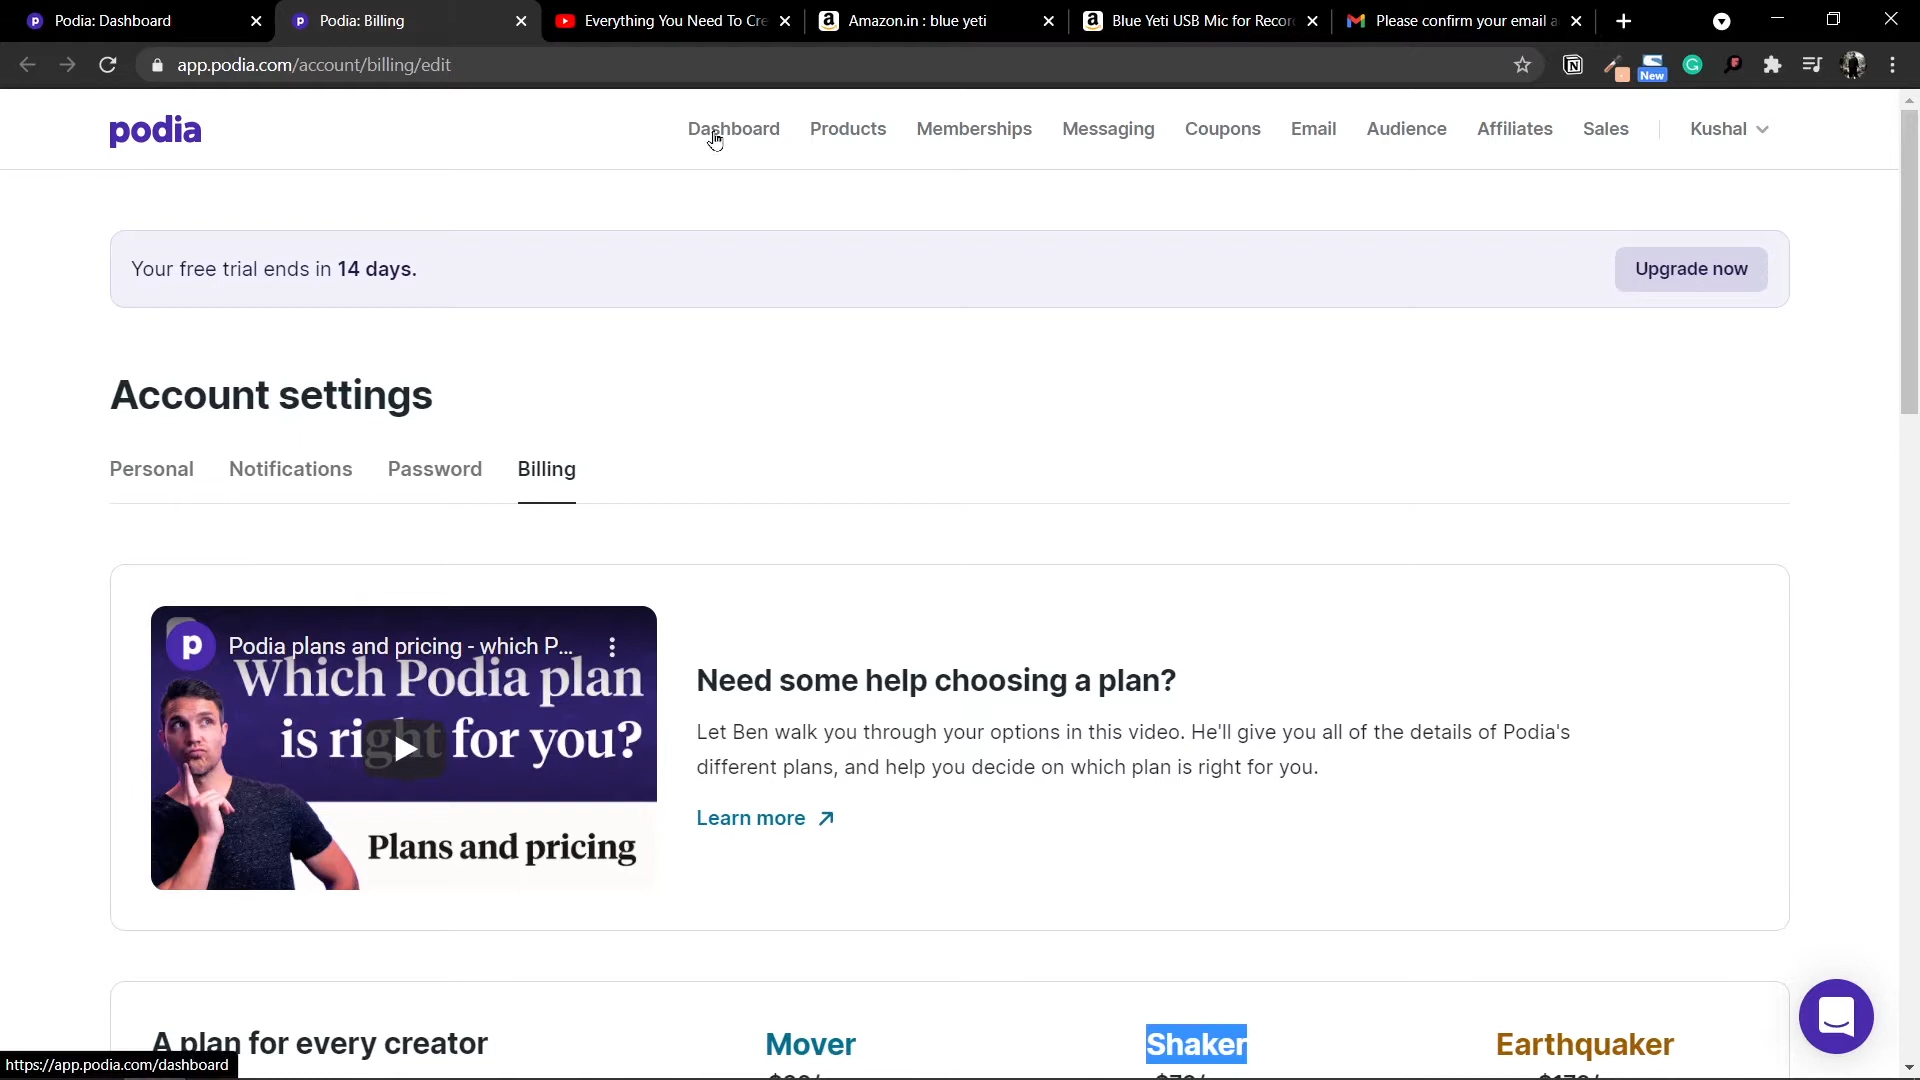 Podia: Dashboard
Podia: Billing
Everything You Need To Cre
Amazon.in : blue yeti
Blue Yeti USB Mic for Recor
Please confirm your email a
app.podia.com/account/billing/edit
New
podia
Dashboard Products Memberships Messaging Coupons Email Audience Affiliates Sales Kushal
Your free trial ends in 14 days.
Upgrade now
Account settings
Personal Notifications Password Billing
Podia plans and pricing - which P...
Which Podia plan
is right for you?
Plans and pricing
Need some help choosing a plan?
Let Ben walk you through your options in this video. He'll give you all of the details of Podia's
different plans, and help you decide on which plan is right for you.
Learn more
A plan for every creator
Mover
Shaker
Earthquaker
https://app.podia.com/dashboard